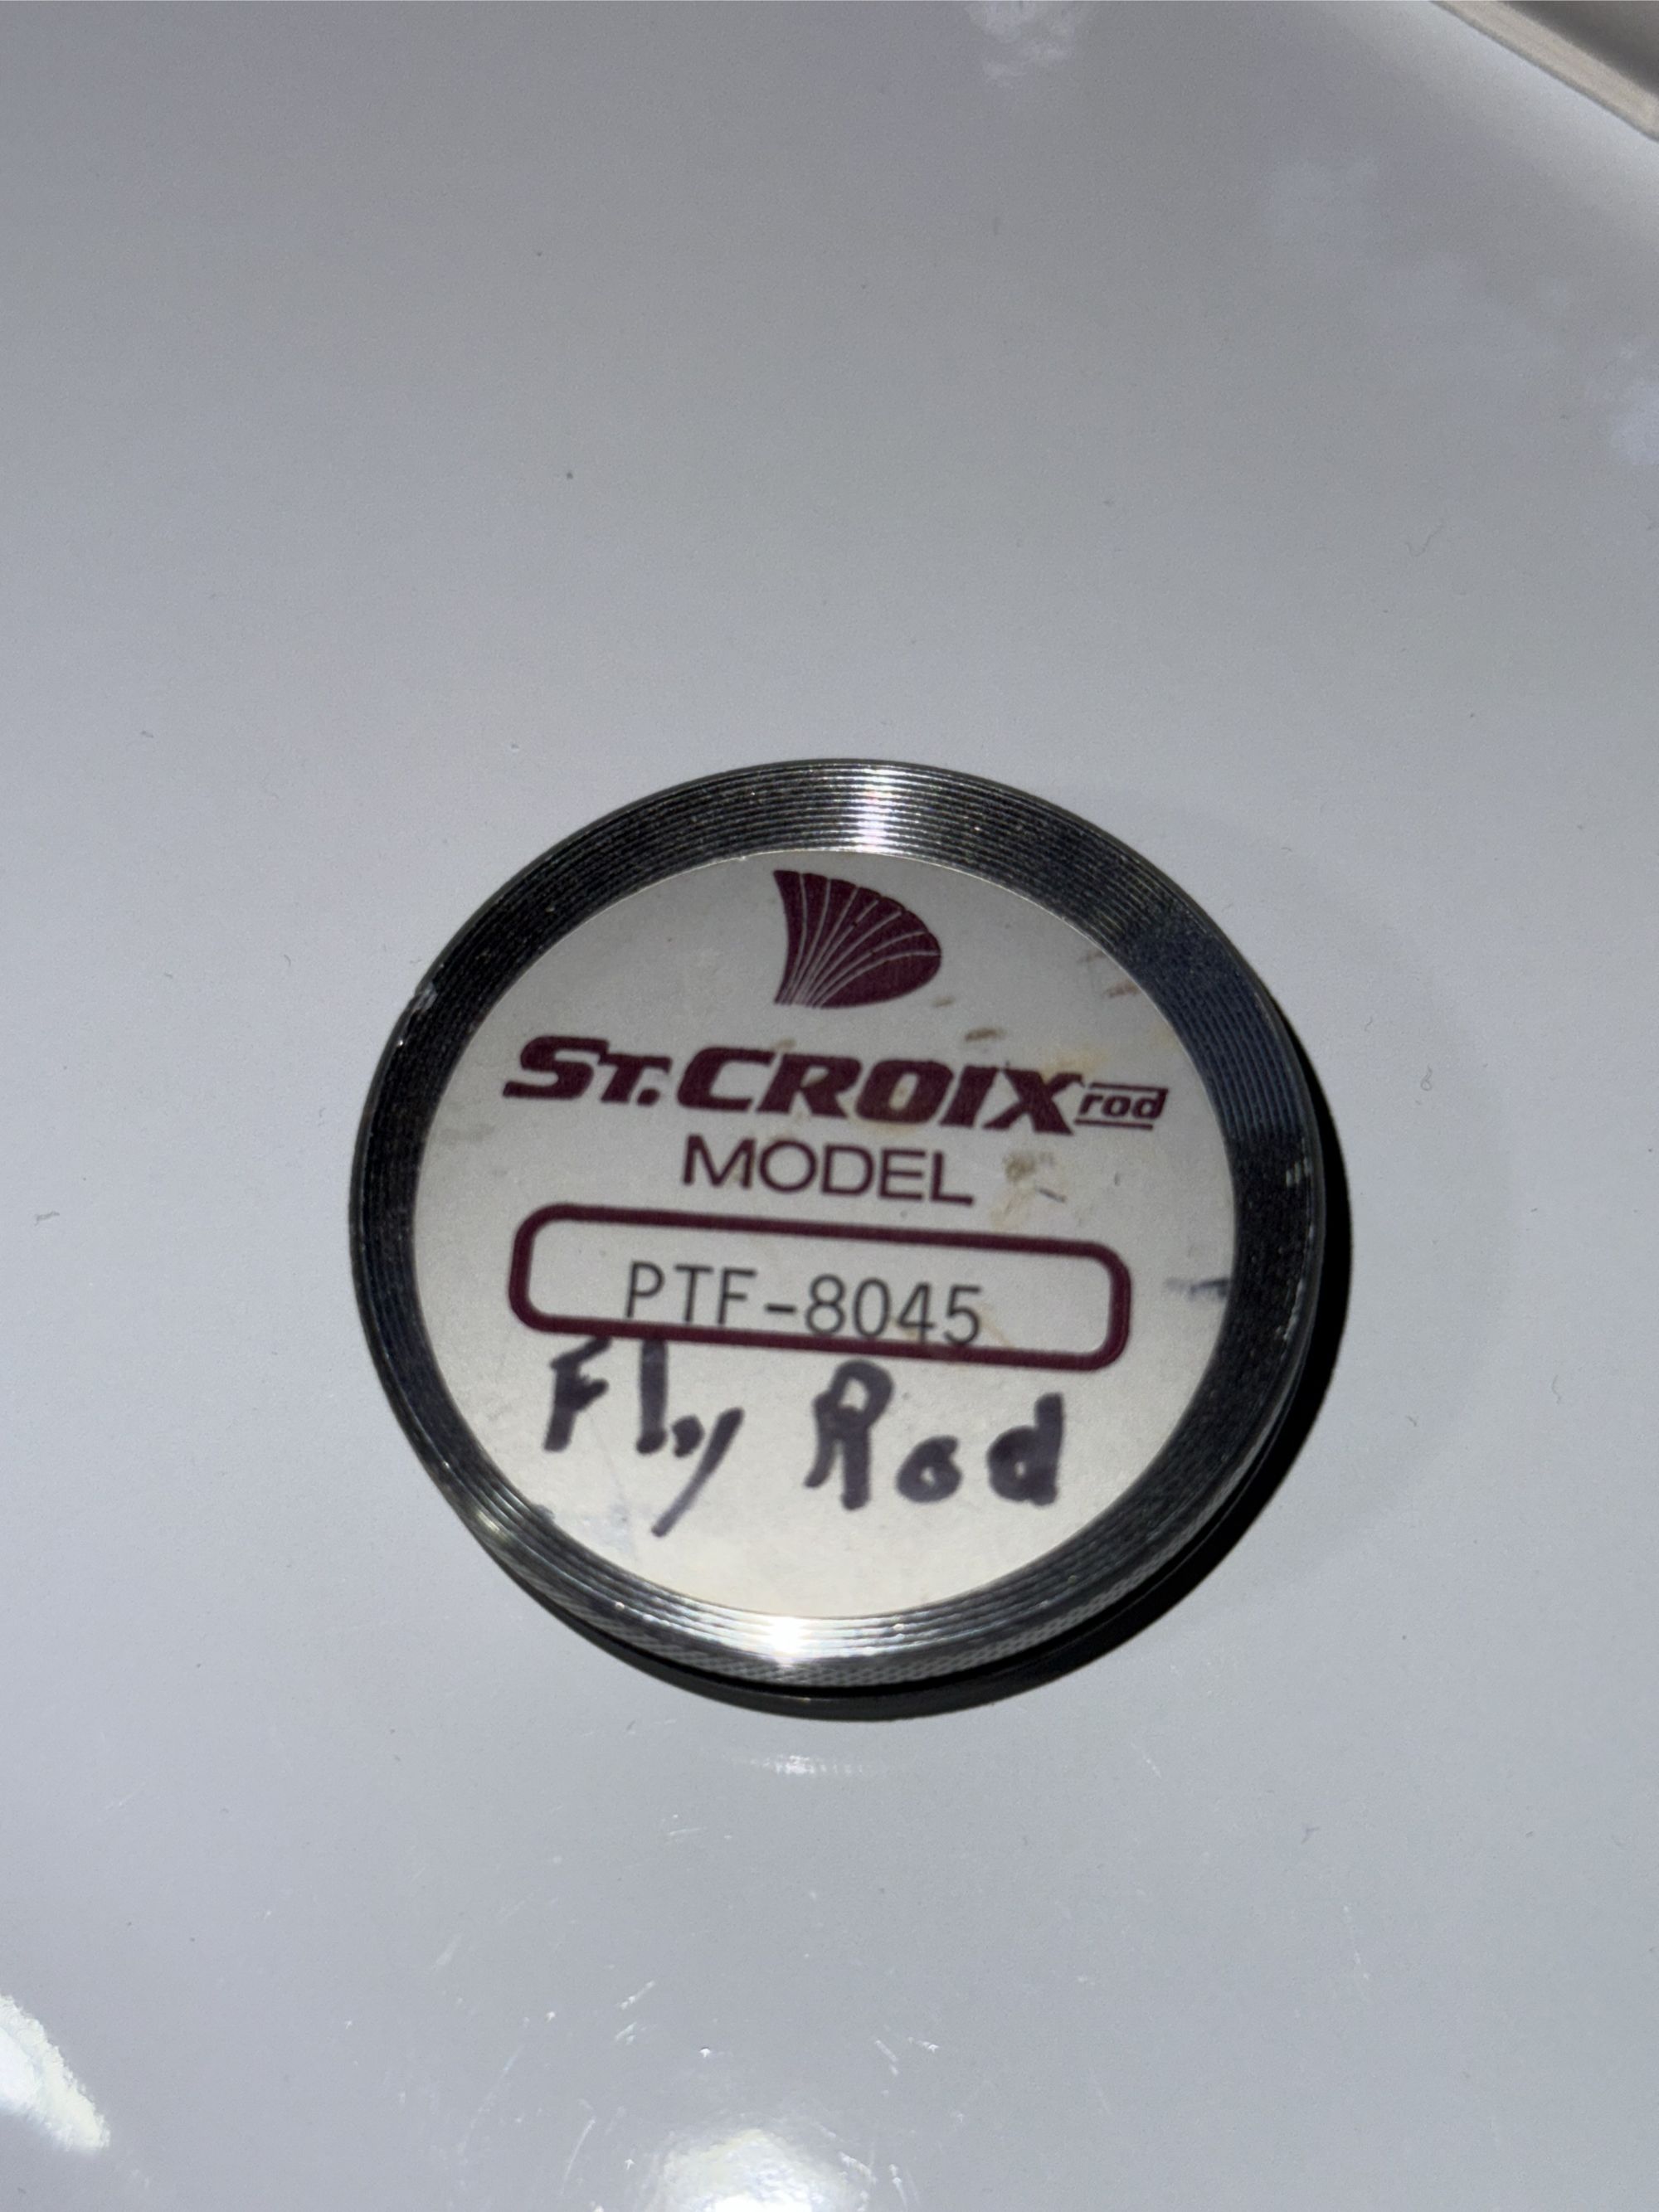 ST.CROIX rod
MODEL
PTF-8045
Fly Rod